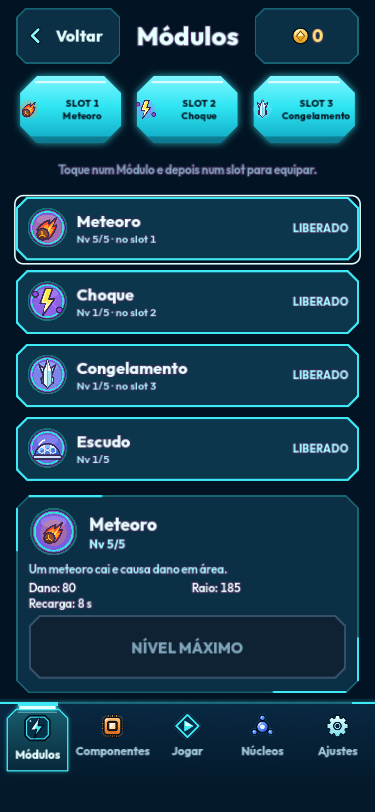 Voltar
Módulos
0
SLOT 1
Meteoro
SLOT 2
Choque
SLOT 3
Congelamento
Toque num Módulo e depois num slot para equipar.
Meteoro
Nv 5/5 · no slot 1
LIBERADO
Choque
Nv 1/5 · no slot 2
LIBERADO
Congelamento
Nv 1/5 · no slot 3
LIBERADO
Escudo
Nv 1/5
LIBERADO
Meteoro
Nv 5/5
Um meteoro cai e causa dano em área.
Dano: 80
Raio: 185
Recarga: 8 s
NÍVEL MÁXIMO
Módulos
Componentes
Jogar
Núcleos
Ajustes